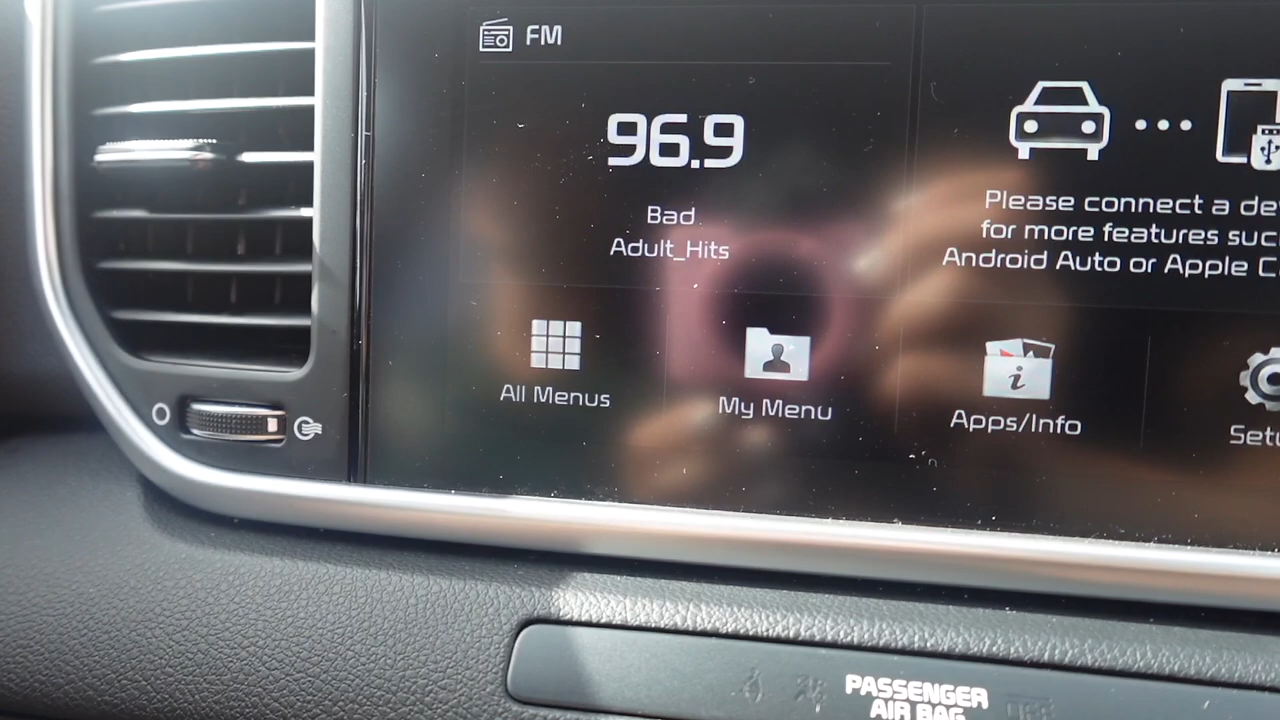 FM
96.9
Bad
Adult_Hits
Please connect a de
for more features suc
Android Auto or Apple C
All Menus
My Menu
Apps/Info
Setu
PASSENGER
AIR BAG